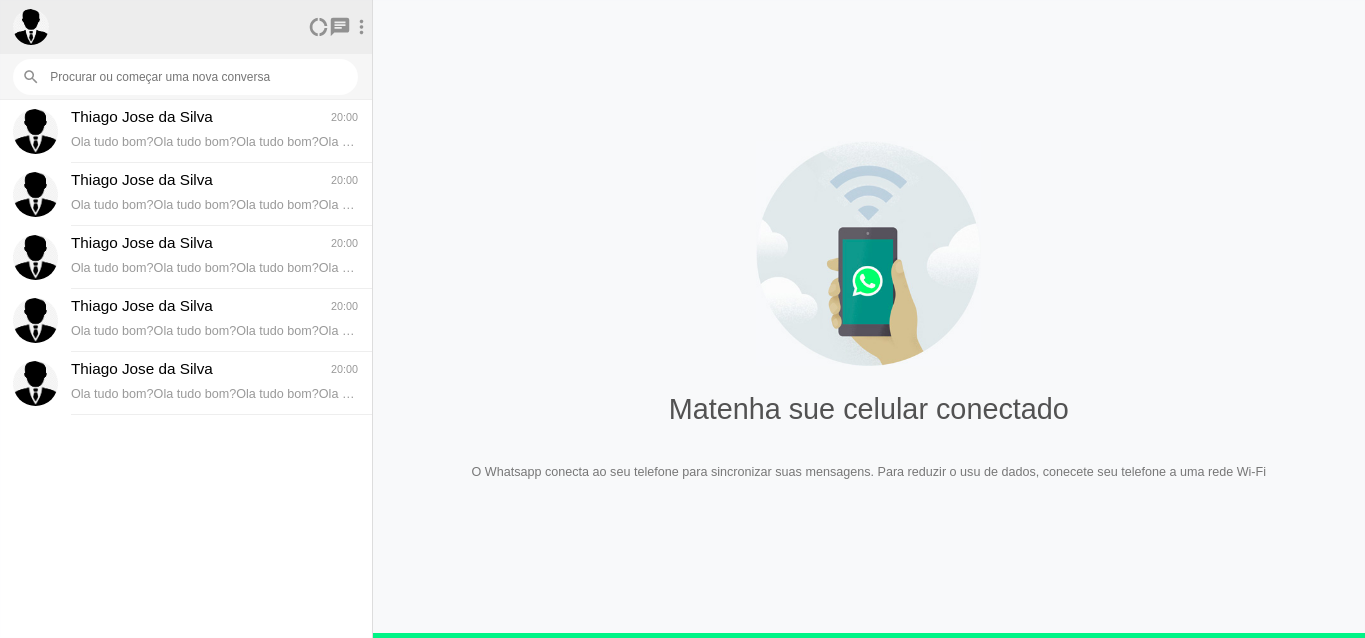 Procurar ou começar uma nova conversa
Thiago Jose da Silva 20:00
Ola tudo bom?Ola tudo bom?Ola tudo bom?Ola …
Thiago Jose da Silva 20:00
Ola tudo bom?Ola tudo bom?Ola tudo bom?Ola …
Thiago Jose da Silva 20:00
Ola tudo bom?Ola tudo bom?Ola tudo bom?Ola …
Thiago Jose da Silva 20:00
Ola tudo bom?Ola tudo bom?Ola tudo bom?Ola …
Thiago Jose da Silva 20:00
Ola tudo bom?Ola tudo bom?Ola tudo bom?Ola …
Matenha sue celular conectado
O Whatsapp conecta ao seu telefone para sincronizar suas mensagens. Para reduzir o usu de dados, conecete seu telefone a uma rede Wi-Fi